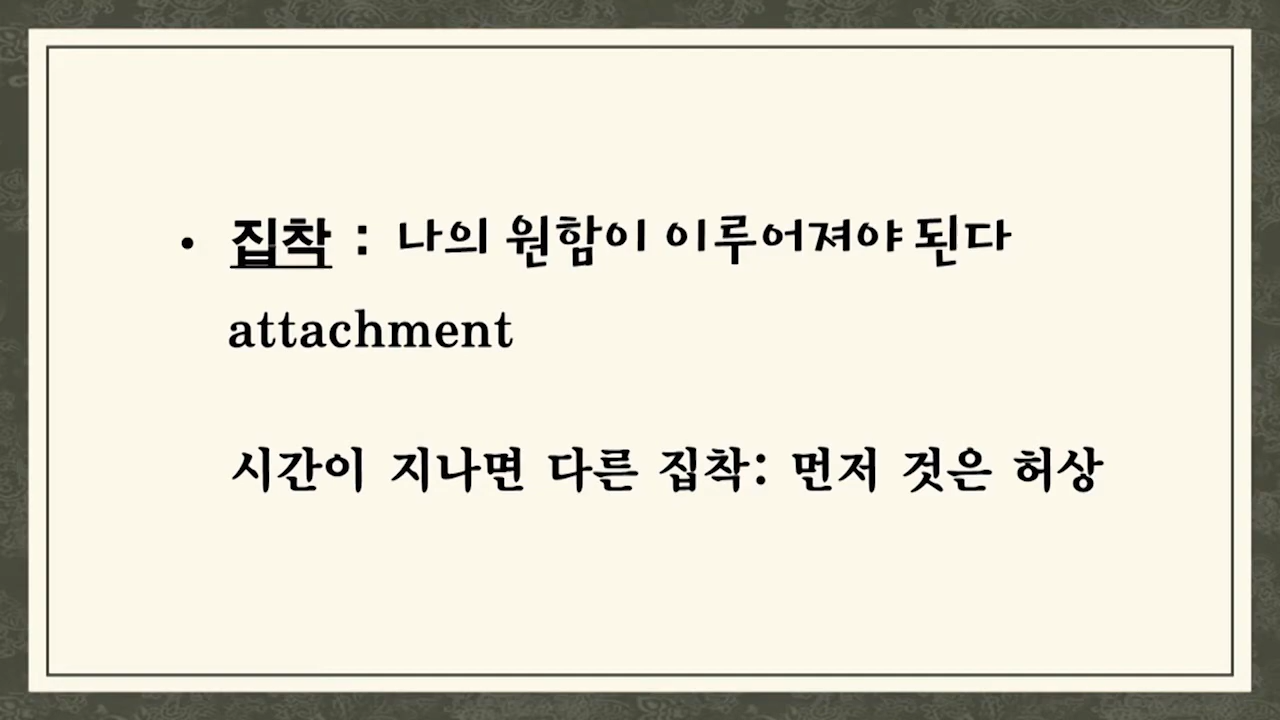 • 집착 : 나의 원함이 이루어져야 된다
attachment
시간이 지나면 다른 집착: 먼저 것은 허상